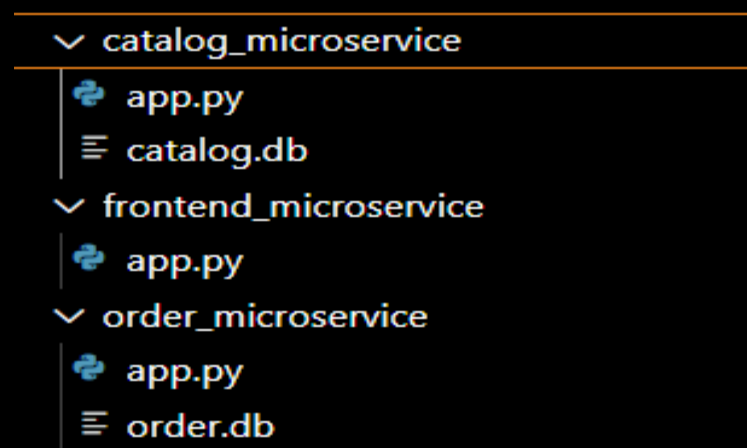 catalog_microservice
app.py
catalog.db
frontend_microservice
app.py
order_microservice
app.py
order.db